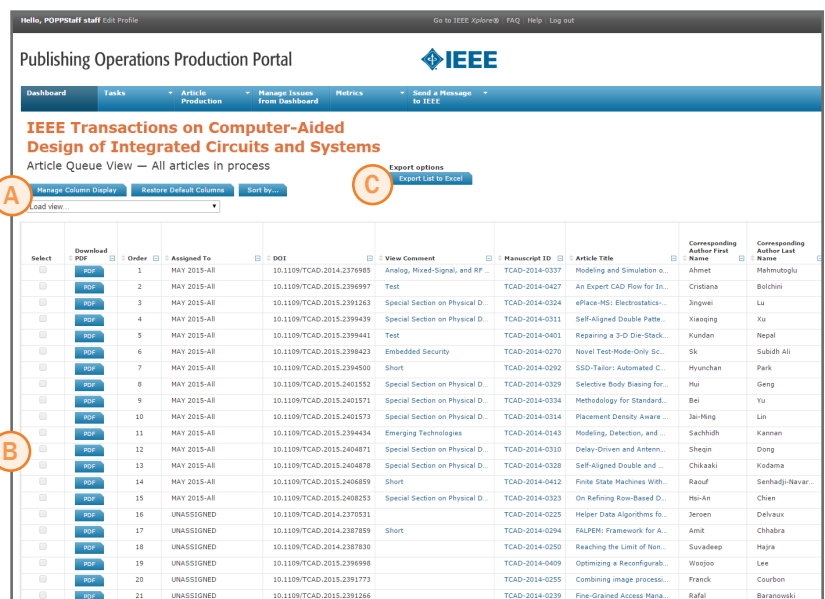 Hello, POPPStaff staff Edit Profile Go to IEEE Xplore® FAQ Help Log out
Publishing Operations Production Portal IEEE
Dashboard Tasks Article Production Manage Issues from Dashboard Metrics Send a Message to IEEE
IEEE Transactions on Computer-Aided
Design of Integrated Circuits and Systems
Article Queue View — All articles in process
Export options
A Manage Column Display Restore Default Columns Sort by... C Export List to Excel
Load view...
Select Download PDF Order Assigned To DOI View Comment Manuscript ID Article Title Corresponding Author First Name Corresponding Author Last Name
PDF 1 MAY 2015-All 10.1109/TCAD.2014.2376985 Analog, Mixed-Signal, and RF ... TCAD-2014-0337 Modeling and Simulation o... Ahmet Mahmutoglu
PDF 2 MAY 2015-All 10.1109/TCAD.2015.2396997 Test TCAD-2014-0427 An Expert CAD Flow for In... Cristiana Bolchini
PDF 3 MAY 2015-All 10.1109/TCAD.2015.2391263 Special Section on Physical D... TCAD-2014-0324 ePlace-MS: Electrostatics-... Jingwei Lu
PDF 4 MAY 2015-All 10.1109/TCAD.2015.2399439 Special Section on Physical D... TCAD-2014-0311 Self-Aligned Double Patte... Xiaoqing Xu
PDF 5 MAY 2015-All 10.1109/TCAD.2015.2399441 Test TCAD-2014-0401 Repairing a 3-D Die-Stack... Kundan Nepal
PDF 6 MAY 2015-All 10.1109/TCAD.2015.2398423 Embedded Security TCAD-2014-0270 Novel Test-Mode-Only Sc... Sk Subidh Ali
PDF 7 MAY 2015-All 10.1109/TCAD.2015.2394500 Short TCAD-2014-0292 SSD-Tailor: Automated C... Hyunchan Park
PDF 8 MAY 2015-All 10.1109/TCAD.2015.2401552 Special Section on Physical D... TCAD-2014-0329 Selective Body Biasing for... Hui Geng
PDF 9 MAY 2015-All 10.1109/TCAD.2015.2401571 Special Section on Physical D... TCAD-2014-0334 Methodology for Standard... Bei Yu
PDF 10 MAY 2015-All 10.1109/TCAD.2015.2401573 Special Section on Physical D... TCAD-2014-0314 Placement Density Aware ... Jai-Ming Lin
PDF 11 MAY 2015-All 10.1109/TCAD.2015.2394434 Emerging Technologies TCAD-2014-0143 Modeling, Detection, and ... Sachhidh Kannan
B PDF 12 MAY 2015-All 10.1109/TCAD.2015.2404871 Special Section on Physical D... TCAD-2014-0310 Delay-Driven and Antenn... Sheqin Dong
PDF 13 MAY 2015-All 10.1109/TCAD.2015.2404878 Special Section on Physical D... TCAD-2014-0328 Self-Aligned Double and ... Chikaaki Kodama
PDF 14 MAY 2015-All 10.1109/TCAD.2015.2406859 Short TCAD-2014-0412 Finite State Machines With... Raouf Senhadji-Navar...
PDF 15 MAY 2015-All 10.1109/TCAD.2015.2408253 Special Section on Physical D... TCAD-2014-0323 On Refining Row-Based D... Hsi-An Chien
PDF 16 UNASSIGNED 10.1109/TCAD.2014.2370531 TCAD-2014-0225 Helper Data Algorithms fo... Jeroen Delvaux
PDF 17 UNASSIGNED 10.1109/TCAD.2014.2387859 Short TCAD-2014-0294 FALPEM: Framework for A... Amit Chhabra
PDF 18 UNASSIGNED 10.1109/TCAD.2014.2387830 TCAD-2014-0250 Reaching the Limit of Non... Suvadeep Hajra
PDF 19 UNASSIGNED 10.1109/TCAD.2015.2396998 TCAD-2014-0409 Optimizing a Reconfigurab... Woojoo Lee
PDF 20 UNASSIGNED 10.1109/TCAD.2015.2391773 TCAD-2014-0255 Combining image processi... Franck Courbon
PDF 21 UNASSIGNED 10.1109/TCAD.2015.2391266 TCAD-2014-0239 Fine-Grained Access Mana... Rafal Baranowski